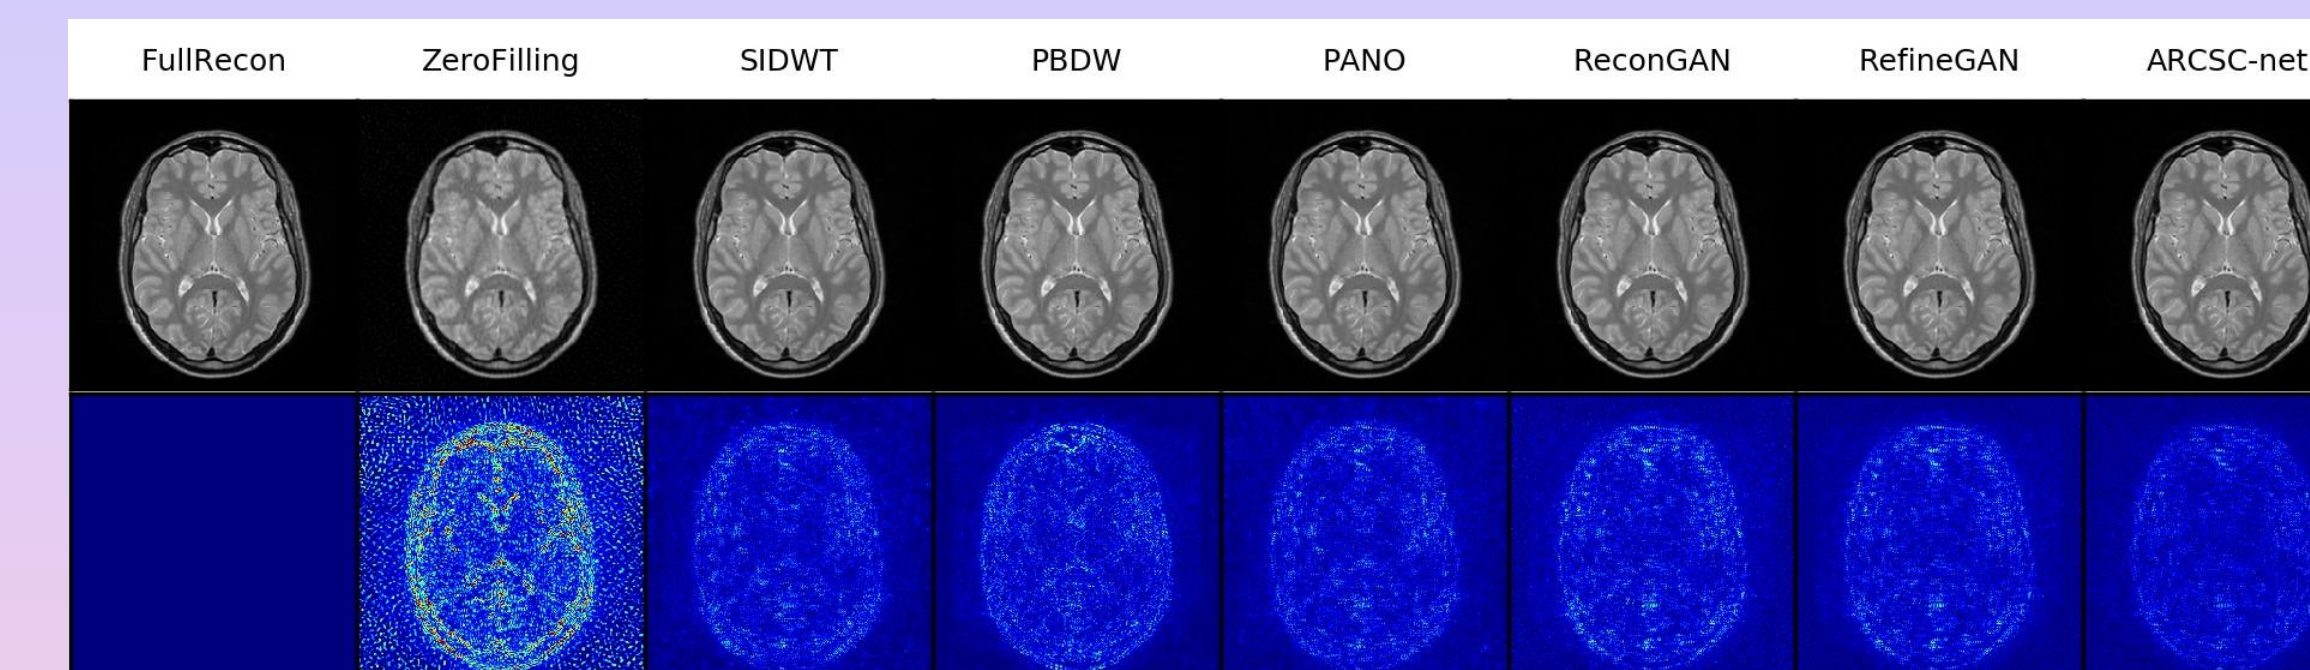 FullRecon ZeroFilling SIDWT PBDW PANO ReconGAN RefineGAN ARCSC-net